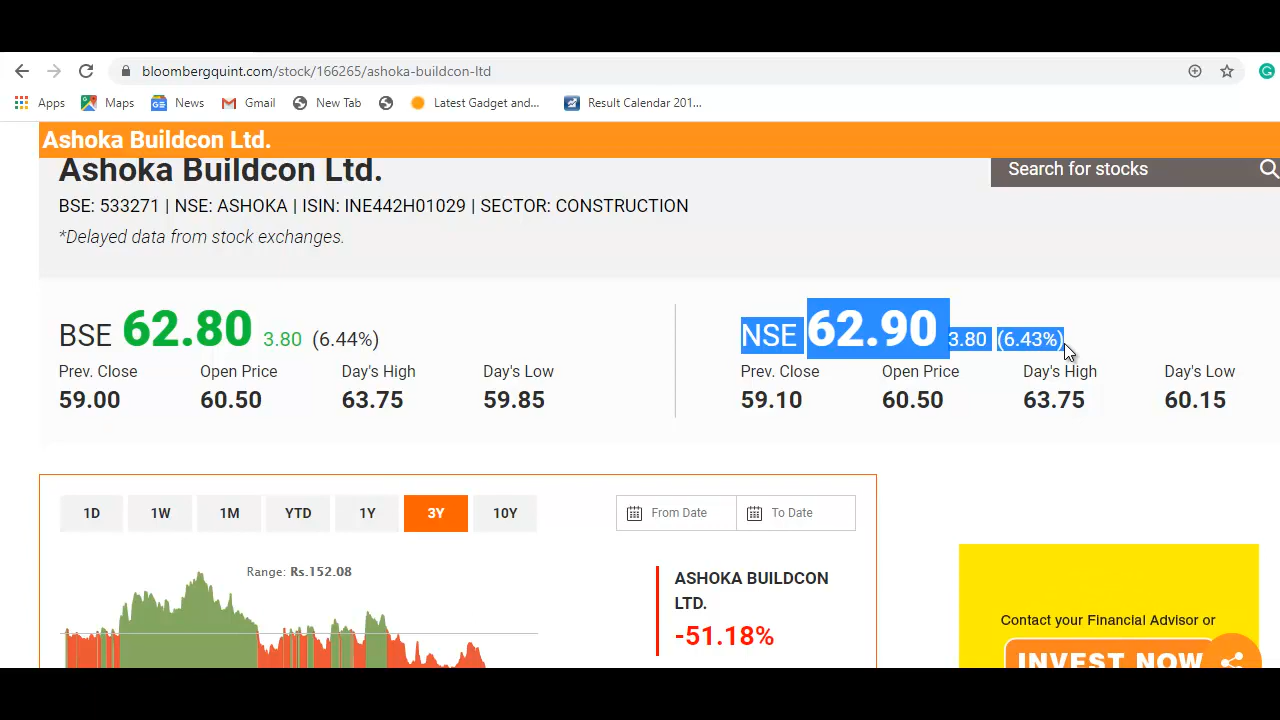 bloombergquint.com/stock/166265/ashoka-buildcon-ltd
Apps Maps News Gmail New Tab Latest Gadget and... Result Calendar 201...
Ashoka Buildcon Ltd.
Ashoka Buildcon Ltd.
Search for stocks
BSE: 533271 | NSE: ASHOKA | ISIN: INE442H01029 | SECTOR: CONSTRUCTION
*Delayed data from stock exchanges.
BSE 62.80 3.80 (6.44%)
Prev. Close Open Price Day's High Day's Low
59.00 60.50 63.75 59.85
NSE 62.90 3.80 (6.43%)
Prev. Close Open Price Day's High Day's Low
59.10 60.50 63.75 60.15
1D 1W 1M YTD 1Y 3Y 10Y
From Date To Date
Range: Rs.152.08
ASHOKA BUILDCON
LTD.
-51.18%
Contact your Financial Advisor or
INVEST NOW